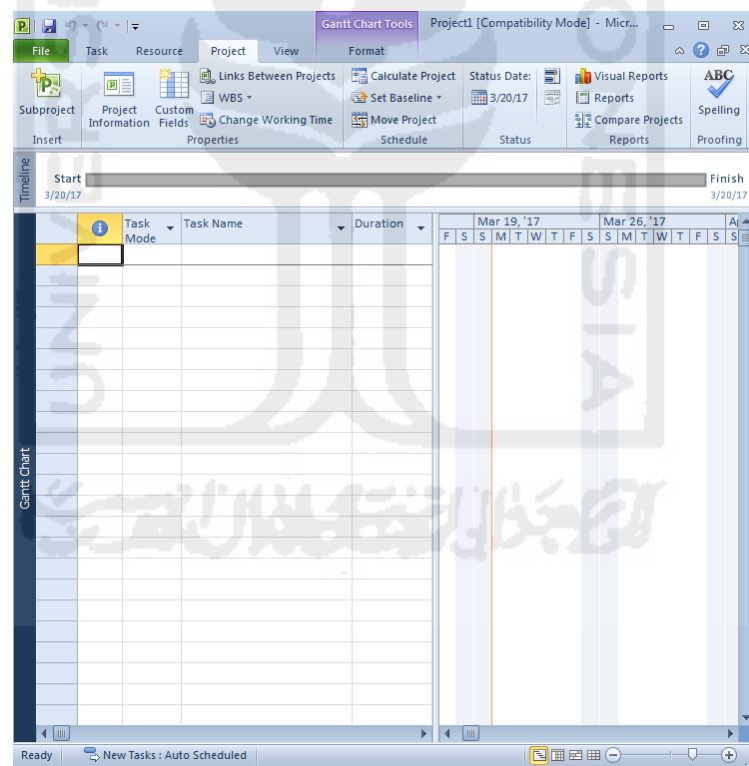 Gantt Chart Tools Project1 [Compatibility Mode] - Micr...
File Task Resource Project View Format
Subproject
Project Information
Custom Fields
Links Between Projects
WBS
Change Working Time
Calculate Project
Set Baseline
Move Project
Status Date:
3/20/17
Visual Reports
Reports
Compare Projects
ABC
Spelling
Insert Properties Schedule Status Reports Proofing
Timeline
Start
3/20/17
Finish
3/20/17
Task Mode
Task Name
Duration
Mar 19, '17 Mar 26, '17
F S S M T W T F S S M T W T F S S
Gantt Chart
Ready New Tasks : Auto Scheduled